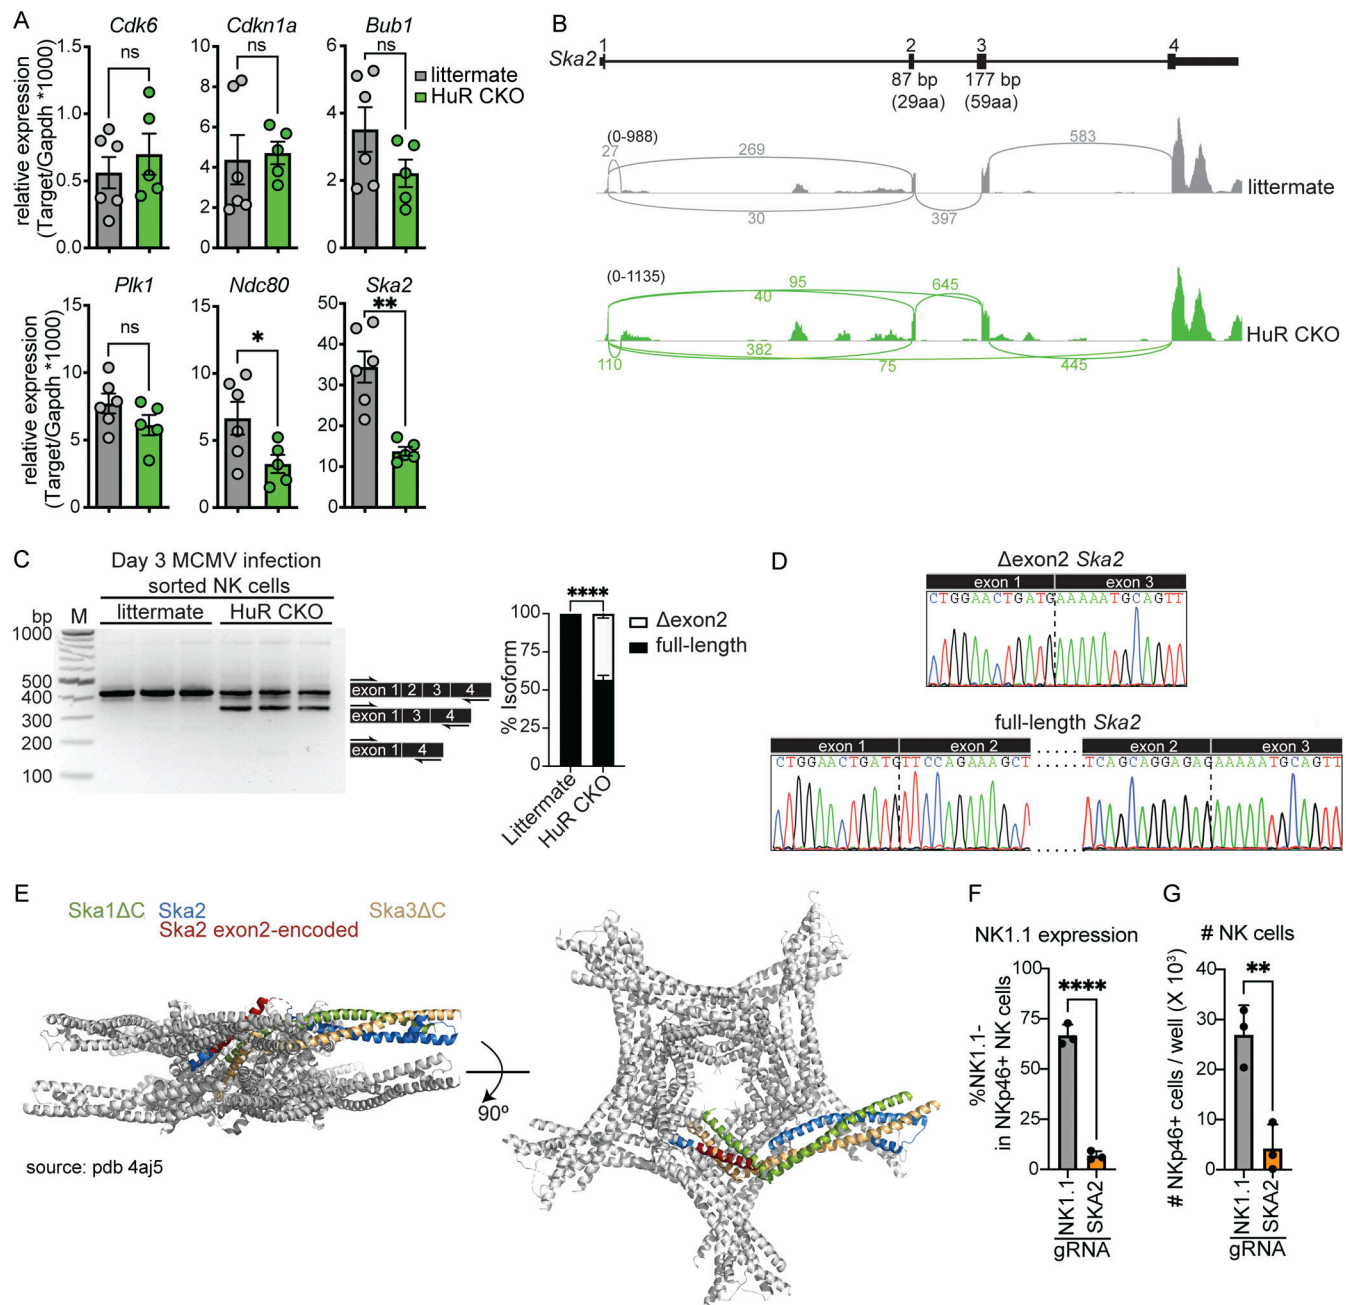 A
Cdk6
Cdkn1a
Bub1
relative expression
(Target/Gapdh *1000)
1.5
1.0
0.5
0.0
ns
10
8
6
4
2
0
ns
6
4
2
0
ns
littermate
HuR CKO
Plk1
Ndc80
Ska2
relative expression
(Target/Gapdh *1000)
15
10
5
0
ns
15
10
5
0
*
50
40
30
20
10
0
**
B
Ska2
1 2 3 4
87 bp 177 bp
(29aa) (59aa)
(0-988)
27
269
583
30
397
littermate
(0-1135)
95
645
40
382
110
75
445
HuR CKO
C
Day 3 MCMV infection
sorted NK cells
bp M littermate HuR CKO
1000
500
400
300
200
100
exon 1 2 3 4
exon 1 3 4
exon 1 4
% Isoform
100
75
50
25
0
****
Δexon2
full-length
Littermate
HuR CKO
D
Δexon2 Ska2
exon 1 exon 3
CTGGAACTGATGAAAAATGCAGTT
full-length Ska2
exon 1 exon 2 exon 2 exon 3
CTGGAACTGATGTTCCAGAAAGCT ...... TCAGCAGGAGAGAAAAATGCAGTT
......
E
Ska1ΔC Ska2 Ska3ΔC
Ska2 exon2-encoded
90º
source: pdb 4aj5
F
NK1.1 expression
%NK1.1-
in NKp46+ NK cells
100
75
50
25
0
****
NK1.1
SKA2
gRNA
G
# NK cells
# NKp46+ cells / well (X 10³)
40
30
20
10
0
**
NK1.1
SKA2
gRNA